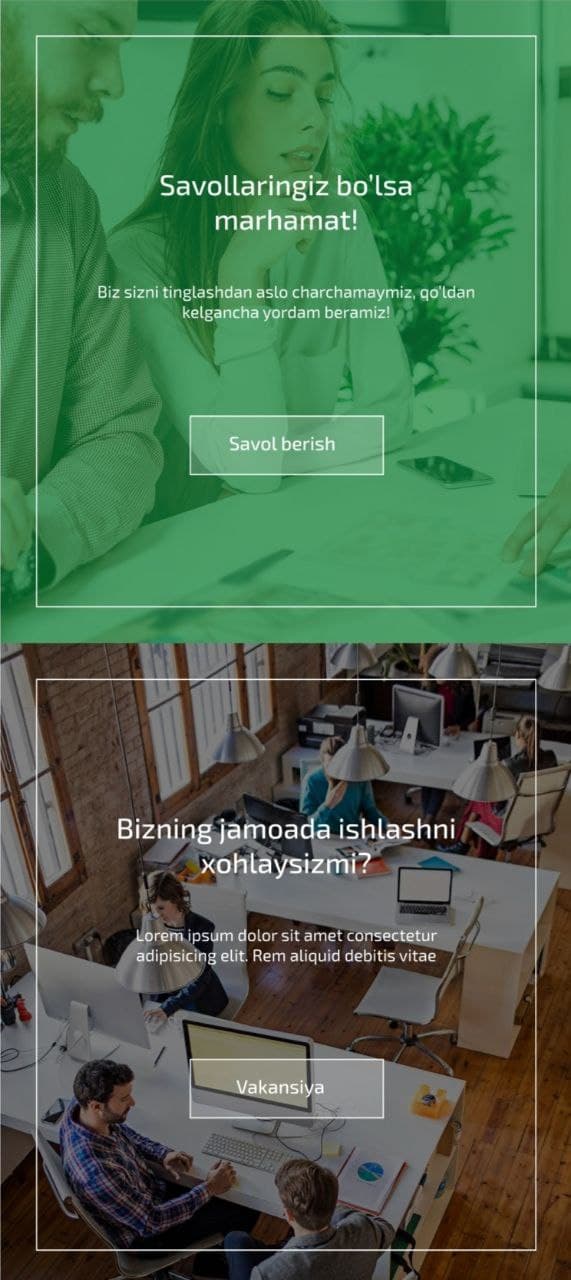 Savollaringiz bo'lsa
marhamat!
Biz sizni tinglashdan aslo charchamaymiz, qo'ldan
kelgancha yordam beramiz!
Savol berish
Bizning jamoada ishlashni
xohlaysizmi?
Lorem ipsum dolor sit amet consectetur
adipisicing elit. Rem aliquid debitis vitae
Vakansiya